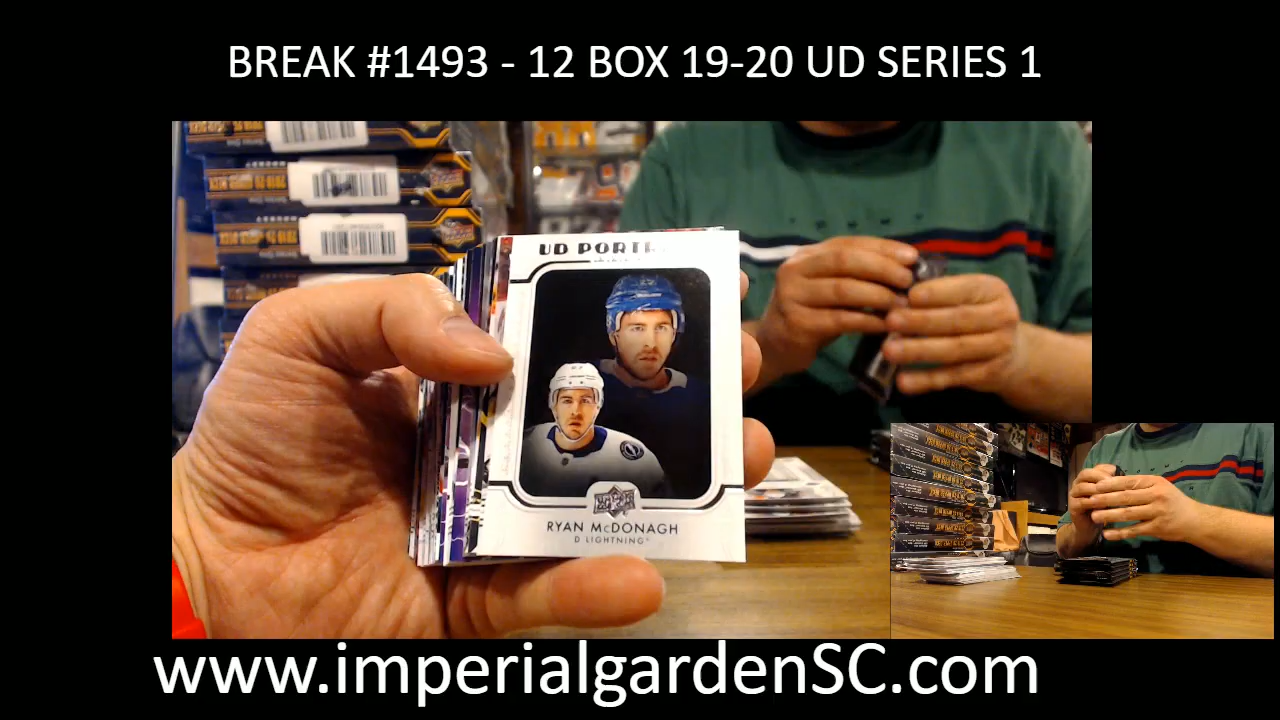 BREAK #1493 - 12 BOX 19-20 UD SERIES 1
UD PORTR
RYAN McDONAGH
D LIGHTNING
www.imperialgardenSC.com